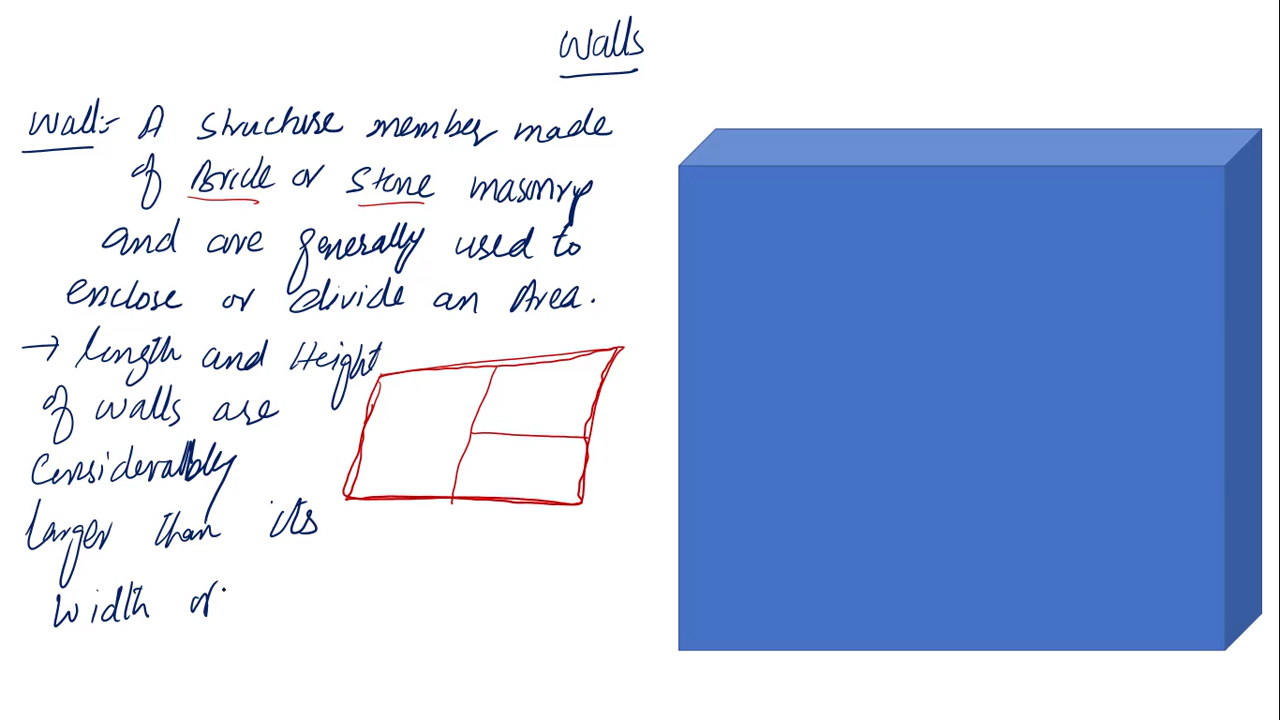 Walls
Wall:- A structure member made
of Brick or Stone masonry
and are generally used to
enclose or divide an Area.
→ length and Height
of walls are
Considerably
larger than its
width or